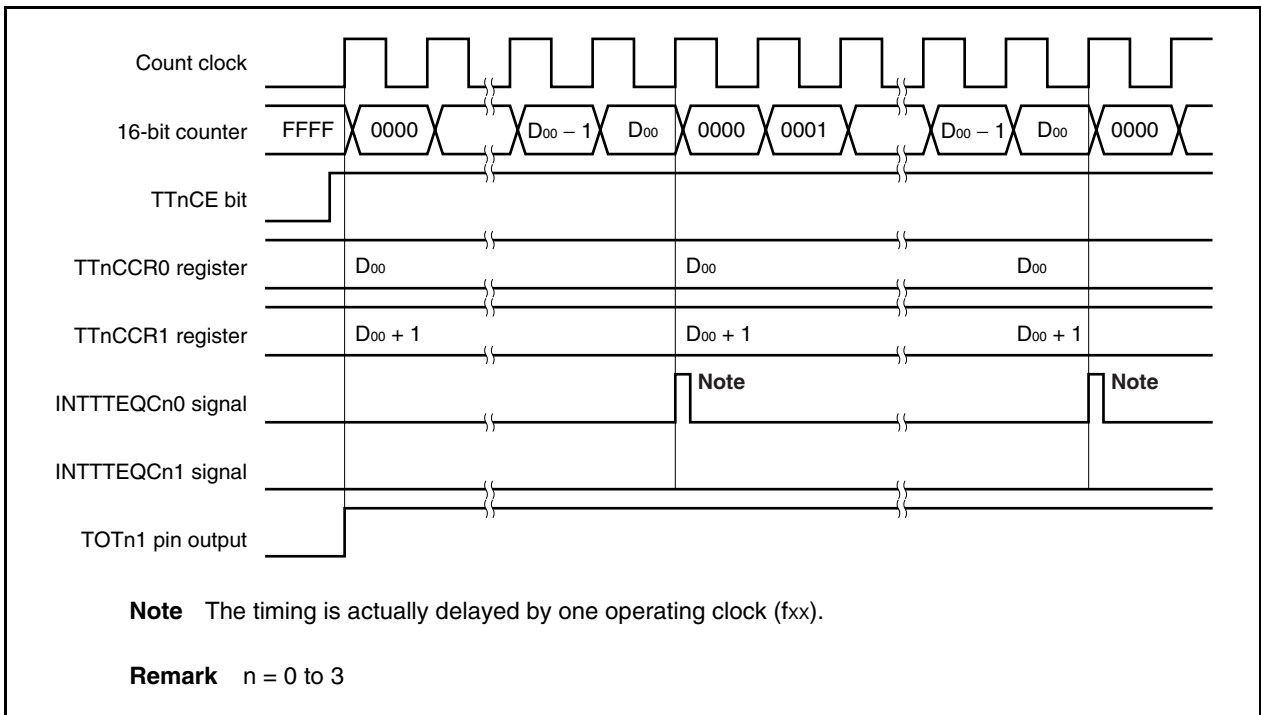 Count clock
16-bit counter FFFF 0000 D00 − 1 D00 0000 0001 D00 − 1 D00 0000
TTnCE bit
TTnCCR0 register D00 D00 D00
TTnCCR1 register D00 + 1 D00 + 1 D00 + 1
INTTTEQCn0 signal Note Note
INTTTEQCn1 signal
TOTn1 pin output
Note The timing is actually delayed by one operating clock (fxx).
Remark n = 0 to 3